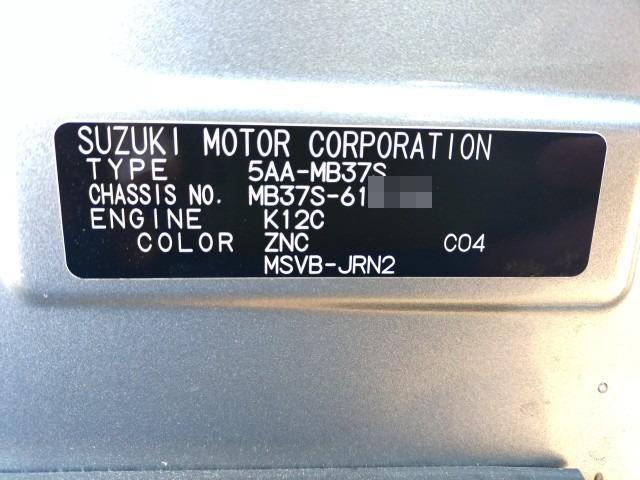 SUZUKI MOTOR CORPORATION
TYPE 5AA-MB37S
CHASSIS NO. MB37S-61
ENGINE K12C
COLOR ZNC C04
MSVB-JRN2